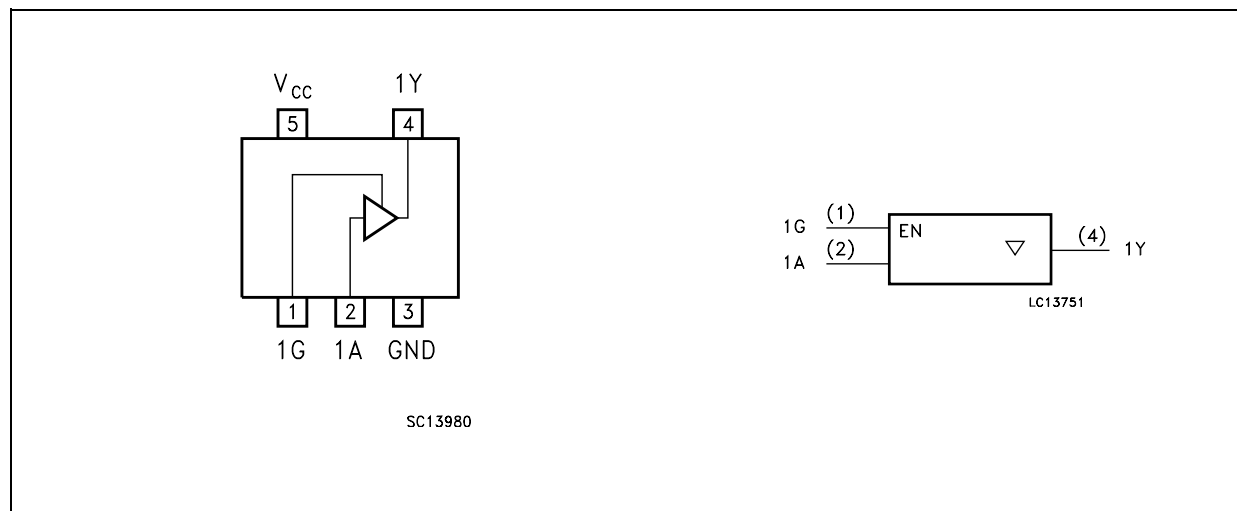 VCC 1Y
5 4
1 2 3
1G 1A GND
SC13980
1G (1) EN
1A (2)
(4) 1Y
LC13751